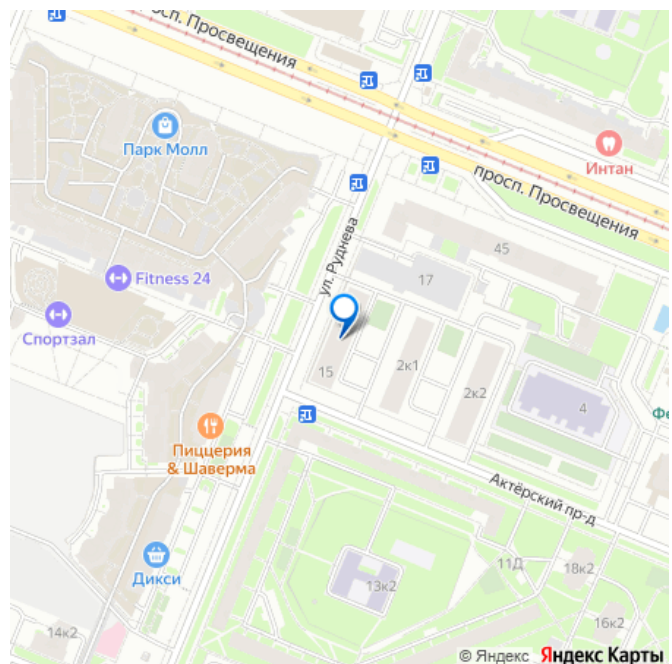 просп. Просвещения
Парк Молл
Интан
просп. Просвещения
ул. Руднева
45
17
Fitness 24
Спортзал
15
2к1
2к2
4
Фе
Пиццерия
& Шаверма
Актёрский пр-д
Дикси
11Д
18к2
13к2
16к2
14к2
© Яндекс Яндекс Карты